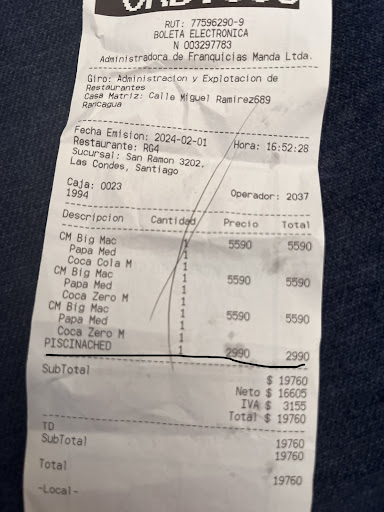 RUT: 77596290-9
BOLETA ELECTRONICA
N 003297783
Administradora de Franquicias Manda Ltda.
Giro: Administracion y Explotacion de
Restaurantes
Casa Matriz: Calle Miguel Ramirez689
Rancagua
Fecha Emision: 2024-02-01 Hora: 16:52:28
Restaurante: RG4
Sucursal: San Ramon 3202,
Las Condes, Santiago
Caja: 0023 Operador: 2037
1994
Descripcion Cantidad Precio Total
CM Big Mac 1 5590 5590
Papa Med 1
Coca Cola M 1
CM Big Mac 1 5590 5590
Papa Med 1
Coca Zero M 1
CM Big Mac 1 5590 5590
Papa Med 1
Coca Zero M 1
PISCINACHED 1 2990 2990
SubTotal $ 19760
Neto $ 16605
IVA $ 3155
Total $ 19760
TD 19760
SubTotal 19760
Total 19760
-Local-